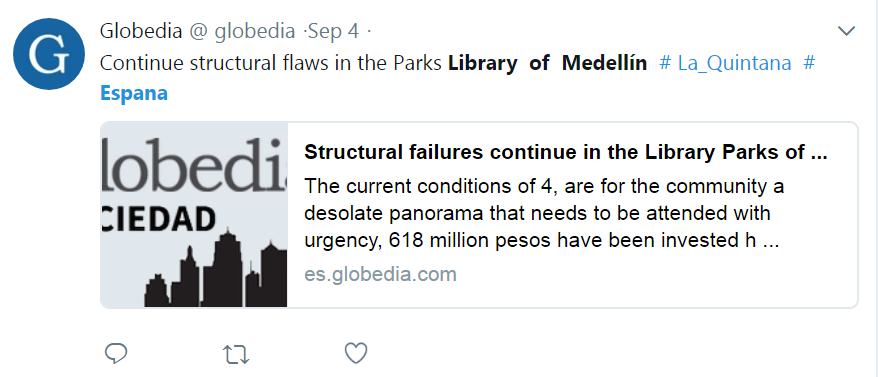 G
Globedia @ globedia ·Sep 4 ·
Continue structural flaws in the Parks Library of Medellín # La_Quintana #
Espana
lobedia
CIEDAD
Structural failures continue in the Library Parks of ...
The current conditions of 4, are for the community a
desolate panorama that needs to be attended with
urgency, 618 million pesos have been invested h ...
es.globedia.com